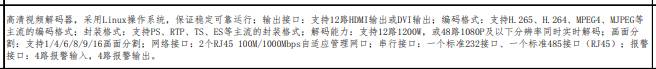 高清视频解码器，采用Linux操作系统，保证稳定可靠运行；输出接口：支持12路HDMI输出或DVI输出；编码格式：支持H.265、H.264、MPEG4、MJPEG等
主流的编码格式；封装格式：支持PS、RTP、TS、ES等主流的封装格式；解码能力：支持12路1200W，或48路1080P及以下分辨率同时实时解码；画面分
割：支持1/4/6/8/9/16画面分割；网络接口：2个RJ45 100M/1000Mbps自适应管理网口；串行接口：一个标准232接口、一个标准485接口（RJ45）；报警
接口：4路报警输入，4路报警输出。